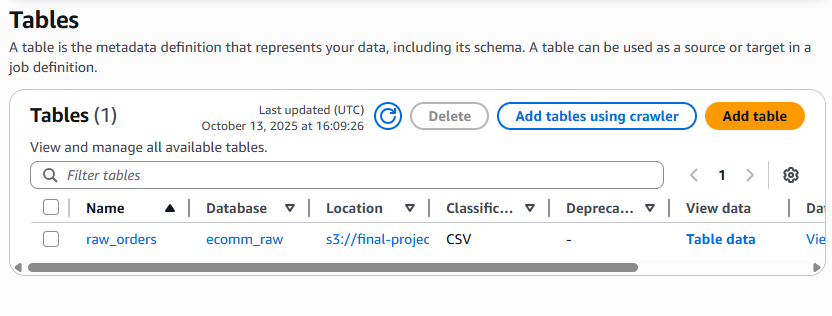 Tables
A table is the metadata definition that represents your data, including its schema. A table can be used as a source or target in a
job definition.
Tables (1)
Last updated (UTC)
October 13, 2025 at 16:09:26
Delete
Add tables using crawler
Add table
View and manage all available tables.
Filter tables
1
Name Database Location Classific... Depreca... View data Dat
raw_orders ecomm_raw s3://final-projec CSV - Table data Vie